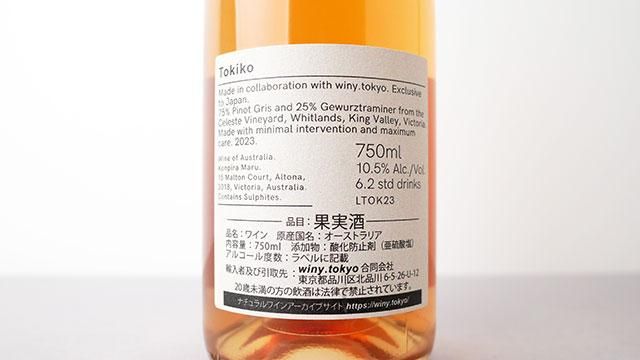 Tokiko
Made in collaboration with winy.tokyo. Exclusive
to Japan.
75% Pinot Gris and 25% Gewurztraminer from the
Celeste Vineyard, Whitlands, King Valley, Victoria.
Made with minimal intervention and maximum
care. 2023.
Wine of Australia.
Konpira Maru.
15 Malton Court, Altona,
3018, Victoria, Australia.
Contains Sulphites.
750ml
10.5% Alc./Vol.
6.2 std drinks
LTOK23
品目：果実酒
品名：ワイン 原産国名：オーストラリア
内容量：750ml 添加物：酸化防止剤（亜硫酸塩）
アルコール度数：ラベルに記載
輸入者及び引取先：winy.tokyo 合同会社
東京都品川区北品川 6-5-26-U-12
20歳未満の方の飲酒は法律で禁止されています。
ナチュラルワインアーカイブサイト https://winy.tokyo/